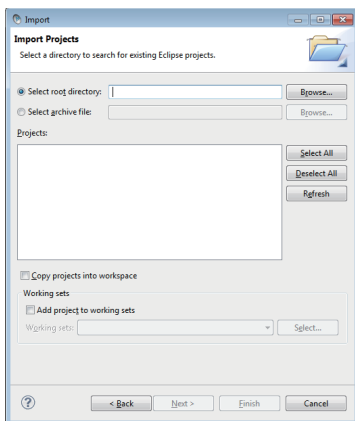 Import
Import Projects
Select a directory to search for existing Eclipse projects.
Select root directory:
Browse...
Select archive file:
Browse...
Projects:
Select All
Deselect All
Refresh
Copy projects into workspace
Working sets
Add project to working sets
Working sets:
Select...
?
< Back
Next >
Finish
Cancel